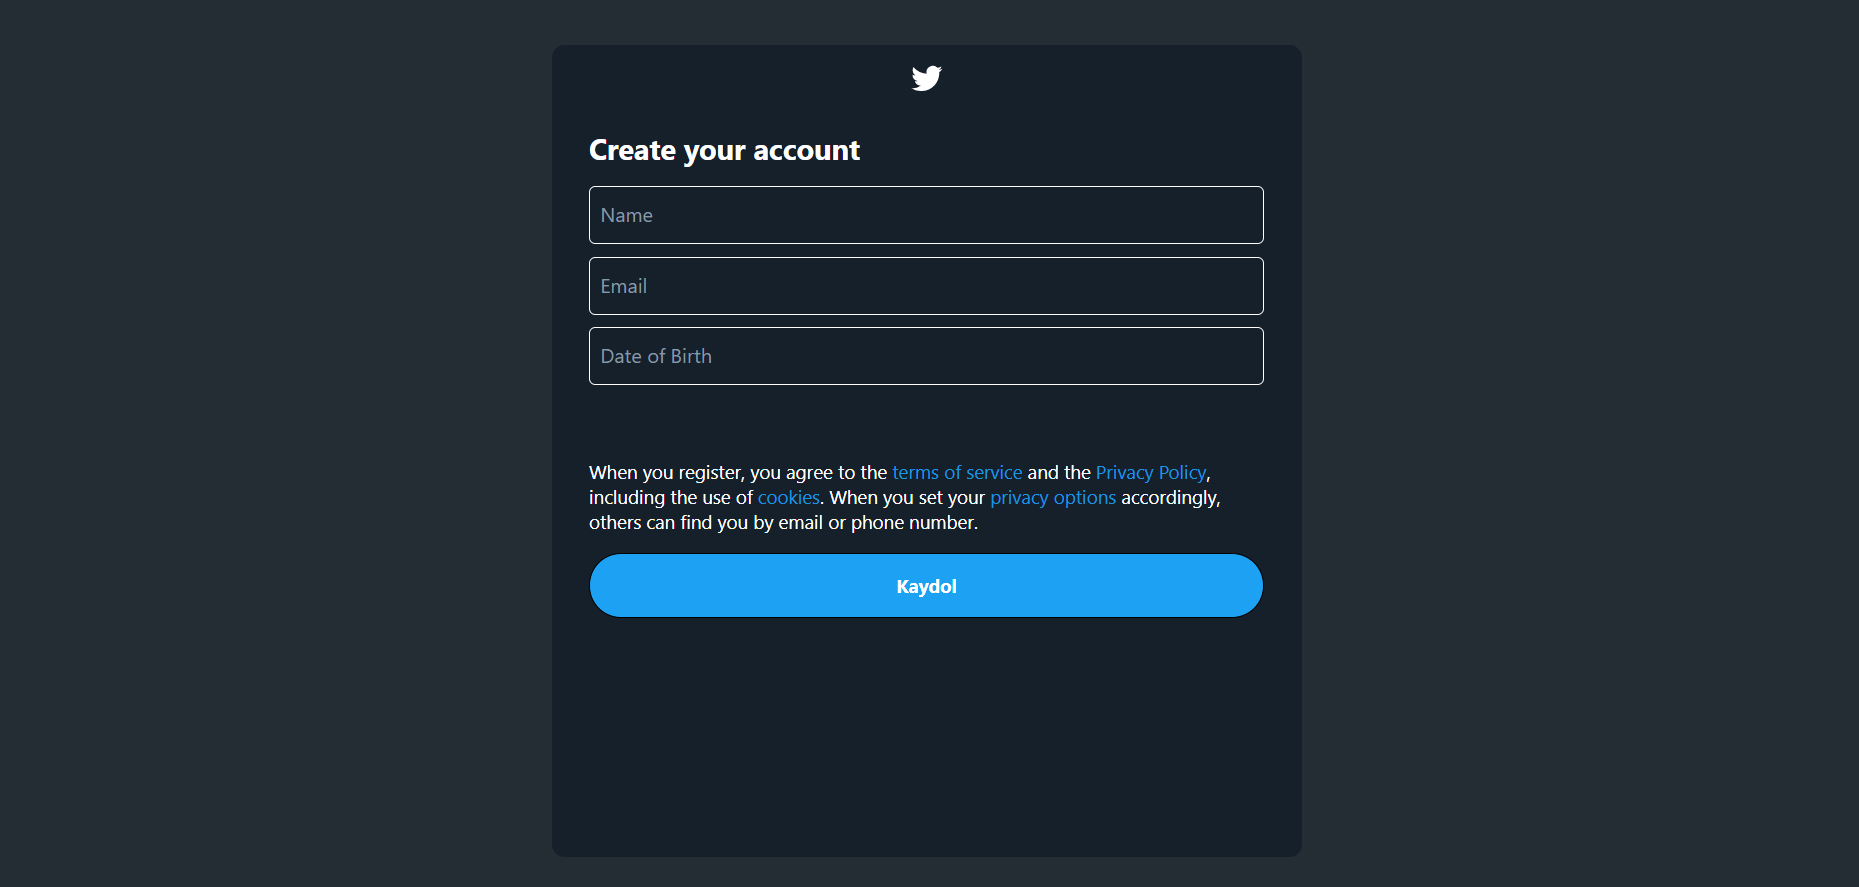 Create your account
Name
Email
Date of Birth
When you register, you agree to the terms of service and the Privacy Policy,
including the use of cookies. When you set your privacy options accordingly,
others can find you by email or phone number.
Kaydol